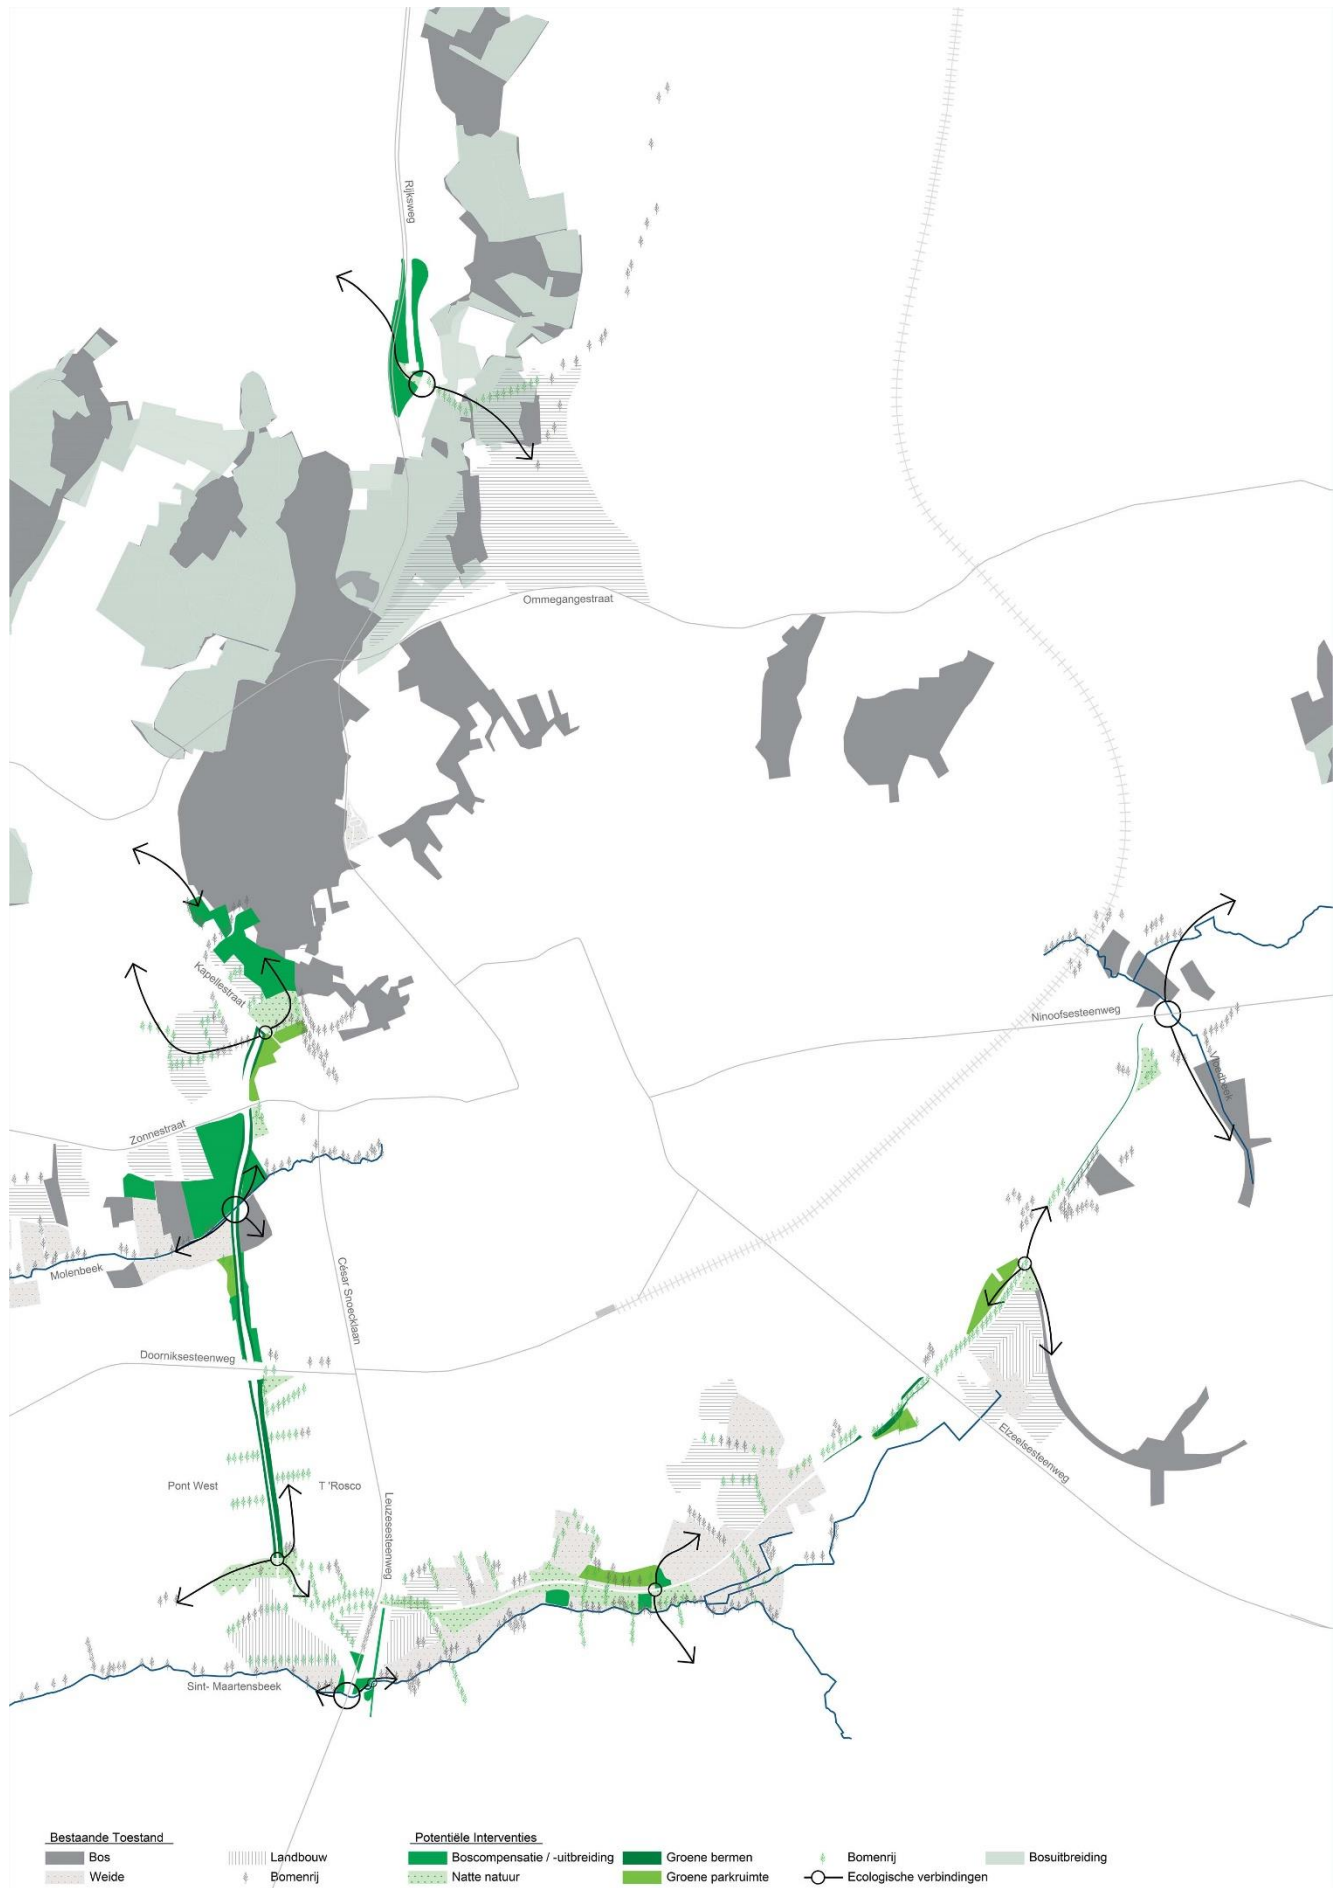 Rijksweg
Ommegangestraat
Kapellestraat
Ninoofsesteenweg
Vloedbeek
Zonnestraat
Molenbeek
César Snoecklaan
Doorniksesteenweg
Elzeelsesteenweg
Pont West
T 'Rosco
Leuzesesteenweg
Sint- Maartensbeek
Bestaande Toestand
Potentiële Interventies
Bos
Landbouw
Boscompensatie / -uitbreiding
Groene bermen
Bomenrij
Bosuitbreiding
Weide
Bomenrij
Natte natuur
Groene parkruimte
Ecologische verbindingen